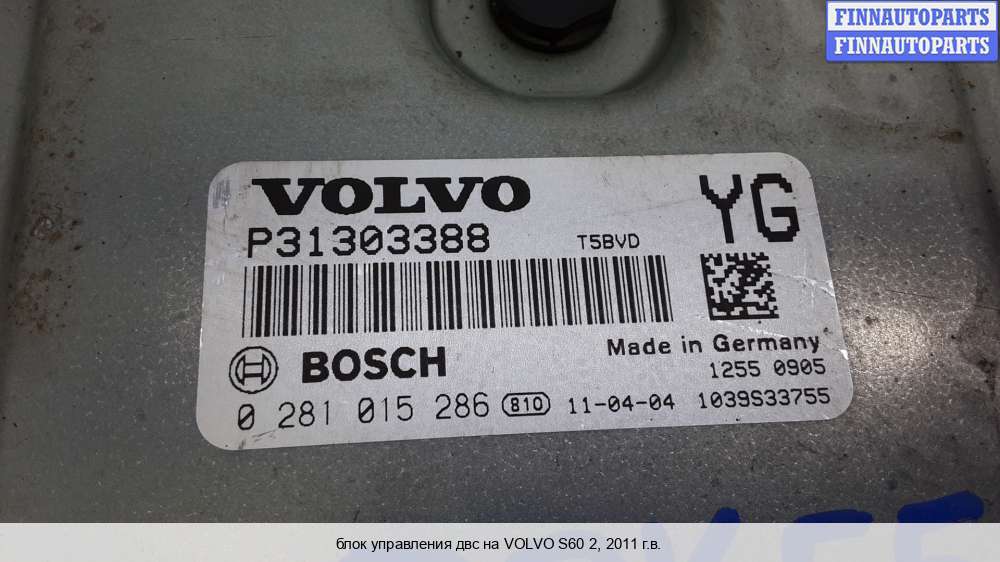 FINNAUTOPARTS
FINNAUTOPARTS
VOLVO
YG
P31303388 T5BVD
BOSCH
Made in Germany
1255 0905
0 281 015 286 810 11-04-04 1039S33755
блок управления двс на VOLVO S60 2, 2011 г.в.